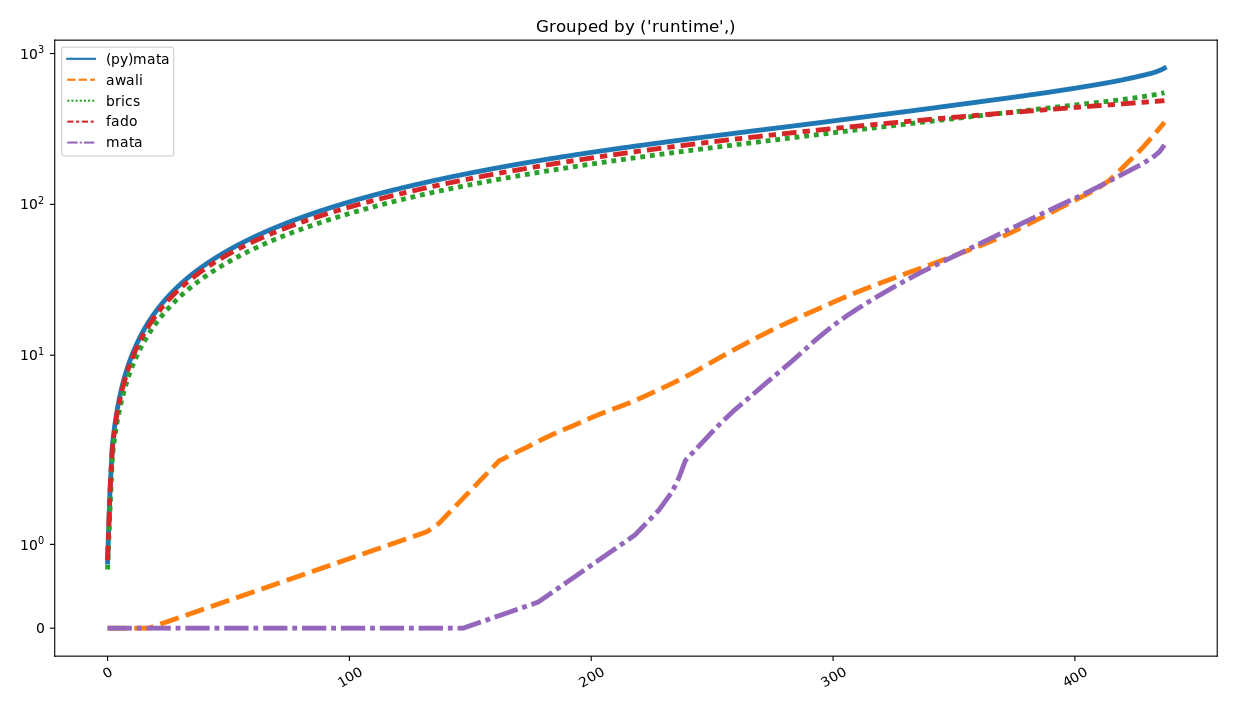 Grouped by ('runtime',)
10³
10²
10¹
10⁰
0
(py)mata
awali
brics
fado
mata
0
100
200
300
400